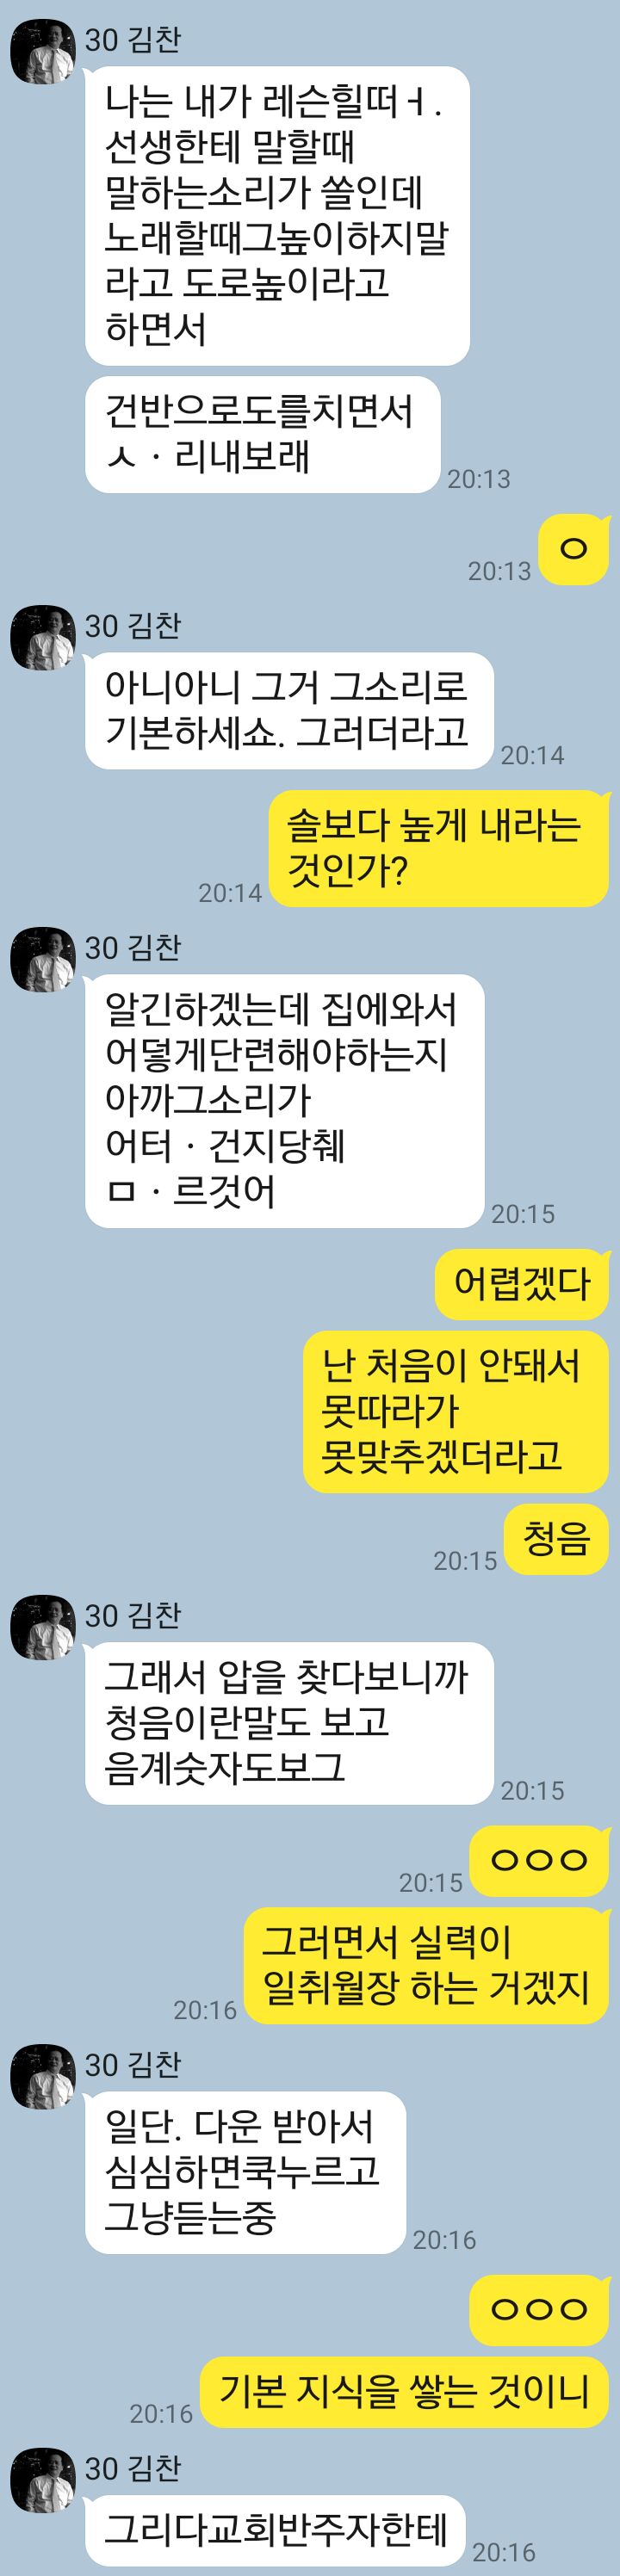 30 김찬
나는 내가 레슨힐떠ㅓ.
선생한테 말할때
말하는소리가 쏠인데
노래할때그높이하지말
라고 도로높이라고
하면서
건반으로도를치면서
ㅅㆍ리내보래
20:13
ㅇ
20:13
30 김찬
아니아니 그거 그소리로
기본하세쇼. 그러더라고
20:14
솔보다 높게 내라는
것인가?
20:14
30 김찬
알긴하겠는데 집에와서
어떻게단련해야하는지
아까그소리가
어터ㆍ건지당췌
ㅁㆍ르것어
20:15
어렵겠다
난 처음이 안돼서
못따라가
못맞추겠더라고
청음
20:15
30 김찬
그래서 압을 찾다보니까
청음이란말도 보고
음계숫자도보그
20:15
ㅇㅇㅇ
20:15
그러면서 실력이
일취월장 하는 거겠지
20:16
30 김찬
일단. 다운 받아서
심심하면쿡누르고
그냥듣는중
20:16
ㅇㅇㅇ
기본 지식을 쌓는 것이니
20:16
30 김찬
그리다교회반주자한테
20:16